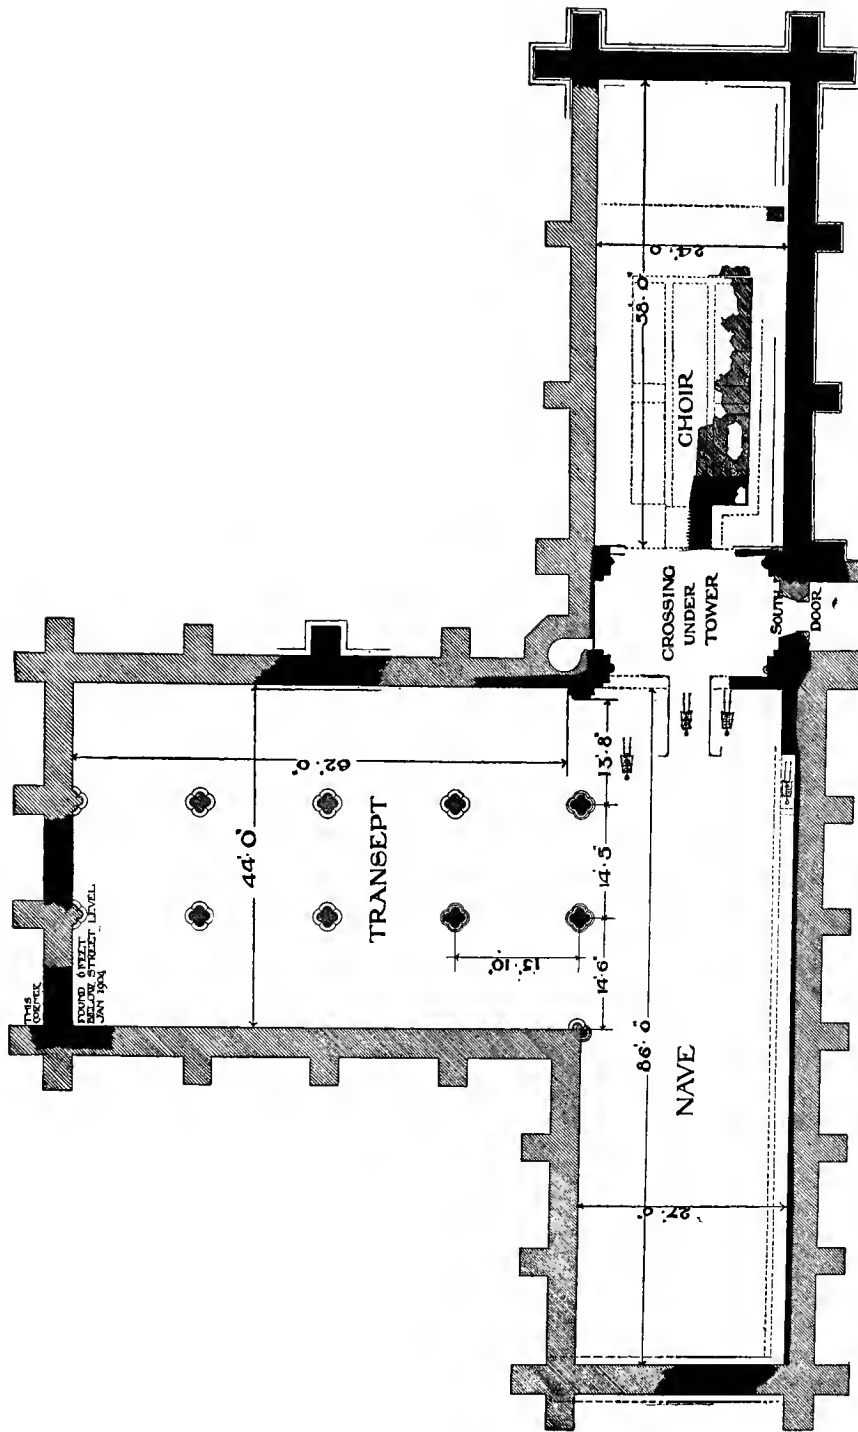 THIS
CORNER
FOUND 6 FEET
BELOW STREET LEVEL
JAN 1904
TRANSEPT
62'.0"
44'.0"
13'.10"
13'.8"
14'.5"
14'.6"
86'.0"
NAVE
27'.0"
CROSSING
UNDER
TOWER
SOUTH
DOOR
CHOIR
58'.0"
24'.0